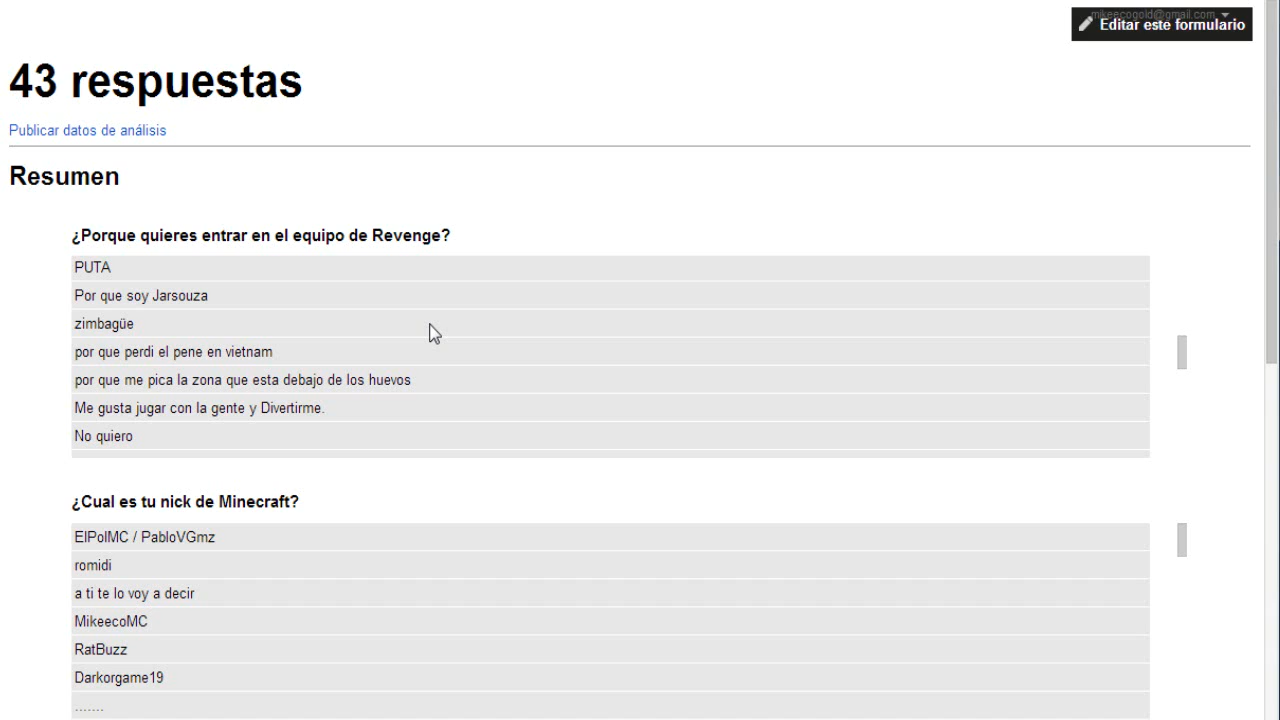 mikeecogold@gmail.com
Editar este formulario
43 respuestas
Publicar datos de análisis
Resumen
¿Porque quieres entrar en el equipo de Revenge?
PUTA
Por que soy Jarsouza
zimbagüe
por que perdi el pene en vietnam
por que me pica la zona que esta debajo de los huevos
Me gusta jugar con la gente y Divertirme.
No quiero
¿Cual es tu nick de Minecraft?
ElPolMC / PabloVGmz
romidi
a ti te lo voy a decir
MikeecoMC
RatBuzz
Darkorgame19
.......